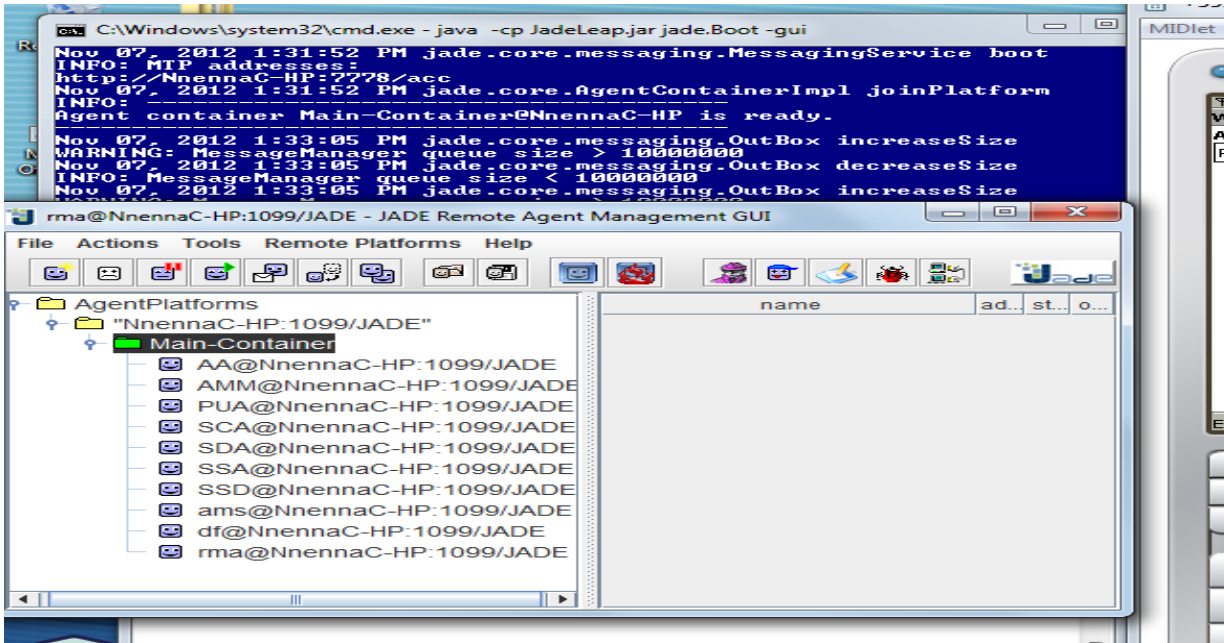 C:\Windows\system32\cmd.exe - java -cp JadeLeap.jar jade.Boot -gui
MIDlet
Nov 07, 2012 1:31:52 PM jade.core.messaging.MessagingService boot
INFO: MTP addresses:
http://NnennaC-HP:7778/acc
Nov 07, 2012 1:31:52 PM jade.core.AgentContainerImpl joinPlatform
INFO: --------------------------------------
Agent container Main-Container@NnennaC-HP is ready.
--------------------------------------------
Nov 07, 2012 1:33:05 PM jade.core.messaging.OutBox increaseSize
WARNING: MessageManager queue size > 10000000
Nov 07, 2012 1:33:05 PM jade.core.messaging.OutBox decreaseSize
INFO: MessageManager queue size < 10000000
Nov 07, 2012 1:33:05 PM jade.core.messaging.OutBox increaseSize
rma@NnennaC-HP:1099/JADE - JADE Remote Agent Management GUI
File Actions Tools Remote Platforms Help
Jade
AgentPlatforms
name ad... st... o...
"NnennaC-HP:1099/JADE"
Main-Container
AA@NnennaC-HP:1099/JADE
AMM@NnennaC-HP:1099/JADE
PUA@NnennaC-HP:1099/JADE
SCA@NnennaC-HP:1099/JADE
SDA@NnennaC-HP:1099/JADE
SSA@NnennaC-HP:1099/JADE
SSD@NnennaC-HP:1099/JADE
ams@NnennaC-HP:1099/JADE
df@NnennaC-HP:1099/JADE
rma@NnennaC-HP:1099/JADE